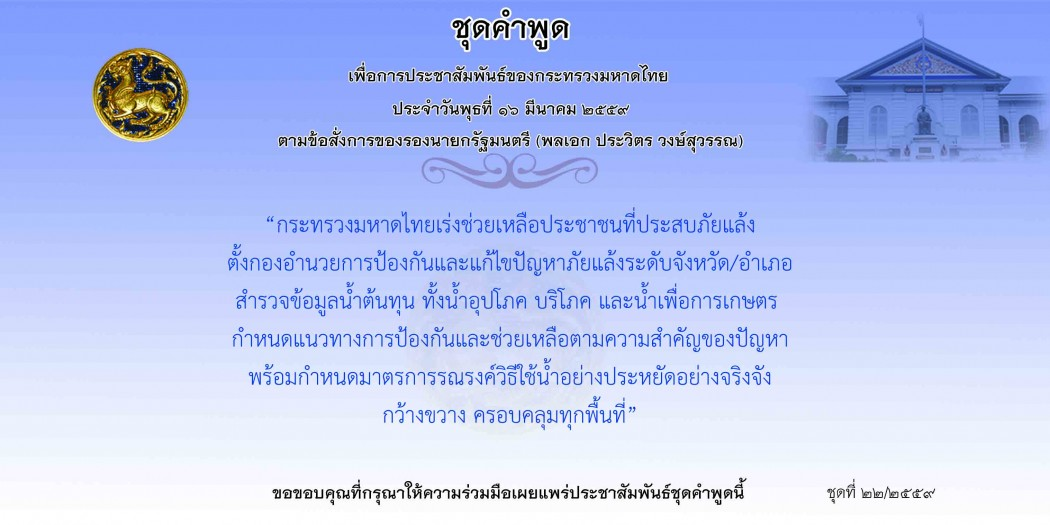 ชุดคำพูด
เพื่อการประชาสัมพันธ์ของกระทรวงมหาดไทย
ประจำวันพุธที่ ๑๖ มีนาคม ๒๕๕๙
ตามข้อสั่งการของรองนายกรัฐมนตรี (พลเอก ประวิตร วงษ์สุวรรณ)
“กระทรวงมหาดไทยเร่งช่วยเหลือประชาชนที่ประสบภัยแล้ง
ตั้งกองอำนวยการป้องกันและแก้ไขปัญหาภัยแล้งระดับจังหวัด/อำเภอ
สำรวจข้อมูลน้ำต้นทุน ทั้งน้ำอุปโภค บริโภค และน้ำเพื่อการเกษตร
กำหนดแนวทางการป้องกันและช่วยเหลือตามความสำคัญของปัญหา
พร้อมกำหนดมาตรการรณรงค์วิธีใช้น้ำอย่างประหยัดอย่างจริงจัง
กว้างขวาง ครอบคลุมทุกพื้นที่”
ขอขอบคุณที่กรุณาให้ความร่วมมือเผยแพร่ประชาสัมพันธ์ชุดคำพูดนี้
ชุดที่ ๒๒/๒๕๕๙